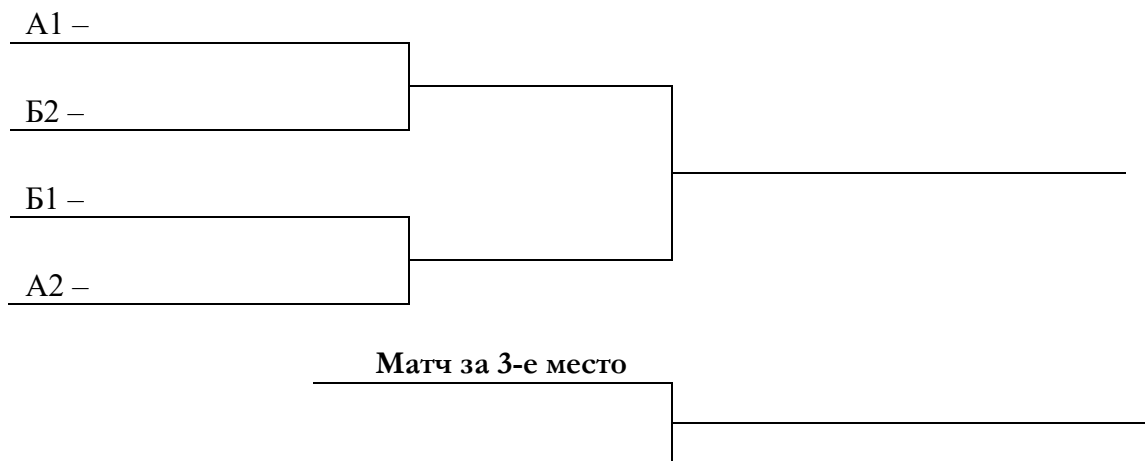 А1 –
Б2 –
Б1 –
А2 –
Матч за 3-е место